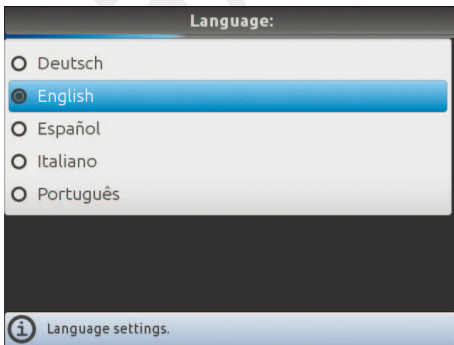 Language:
Deutsch
English
Español
Italiano
Português
Language settings.